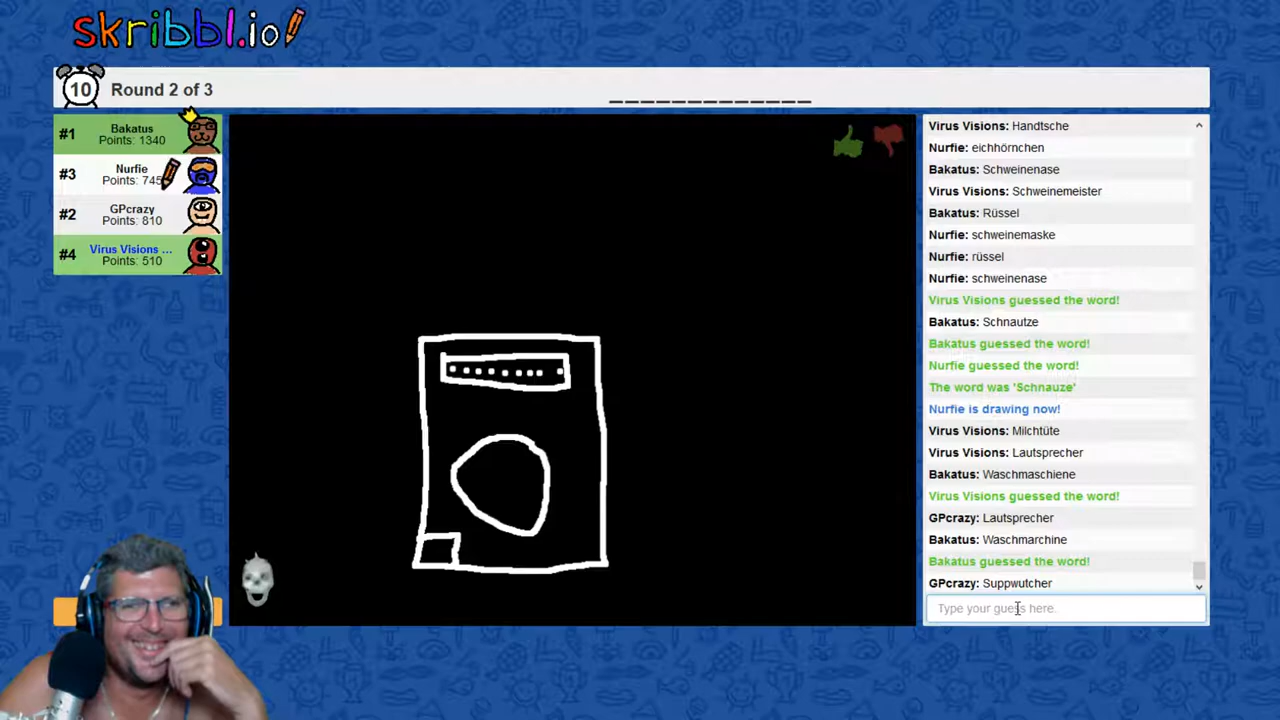 skribbl.io
10
Round 2 of 3
_ _ _ _ _ _ _ _ _ _ _ _ _
#1
Bakatus
Points: 1340
#3
Nurfie
Points: 745
#2
GPcrazy
Points: 810
#4
Virus Visions ...
Points: 510
Virus Visions: Handtsche
Nurfie: eichhörnchen
Bakatus: Schweinenase
Virus Visions: Schweinemeister
Bakatus: Rüssel
Nurfie: schweinemaske
Nurfie: rüssel
Nurfie: schweinenase
Virus Visions guessed the word!
Bakatus: Schnautze
Bakatus guessed the word!
Nurfie guessed the word!
The word was 'Schnauze'
Nurfie is drawing now!
Virus Visions: Milchtüte
Virus Visions: Lautsprecher
Bakatus: Waschmaschiene
Virus Visions guessed the word!
GPcrazy: Lautsprecher
Bakatus: Waschmarchine
Bakatus guessed the word!
GPcrazy: Suppwutcher
Type your guess here.